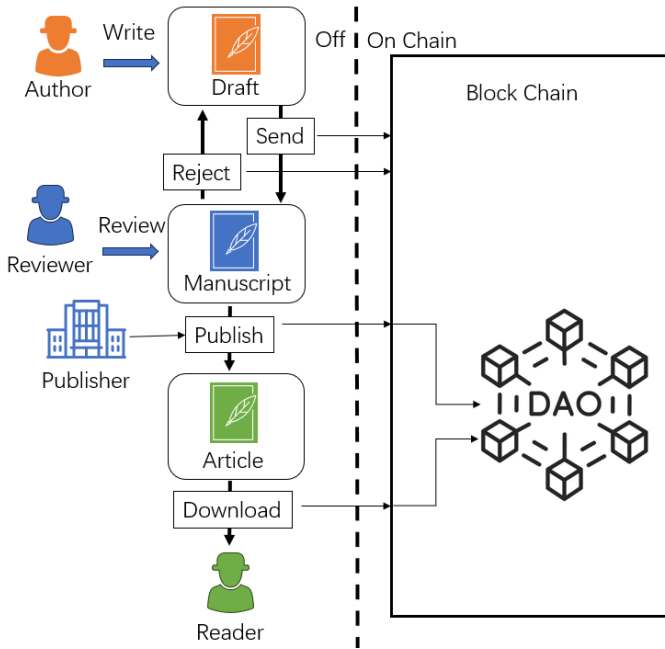 Write
Off
On Chain
Author
Draft
Block Chain
Send
Reject
Review
Reviewer
Manuscript
Publish
Publisher
DAO
Article
Download
Reader